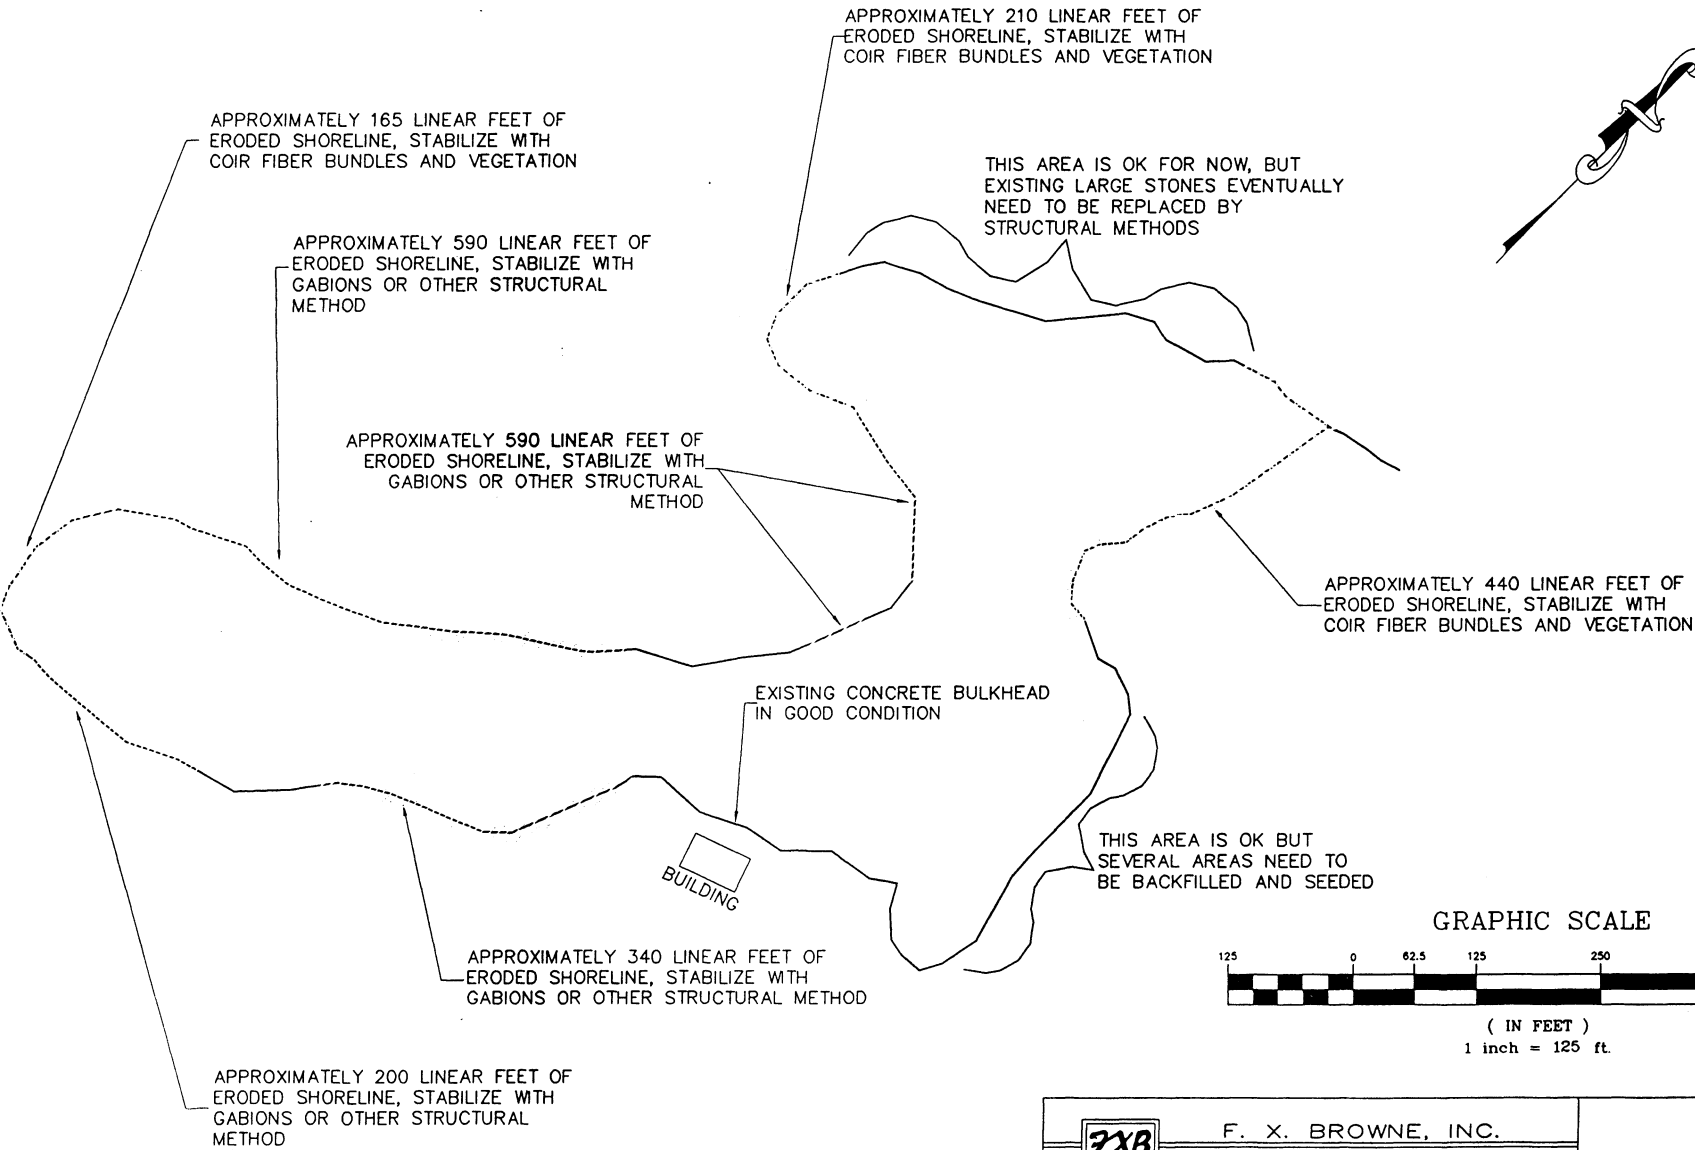 APPROXIMATELY 210 LINEAR FEET OF
ERODED SHORELINE, STABILIZE WITH
COIR FIBER BUNDLES AND VEGETATION
APPROXIMATELY 165 LINEAR FEET OF
ERODED SHORELINE, STABILIZE WITH
COIR FIBER BUNDLES AND VEGETATION
THIS AREA IS OK FOR NOW, BUT
EXISTING LARGE STONES EVENTUALLY
NEED TO BE REPLACED BY
STRUCTURAL METHODS
APPROXIMATELY 590 LINEAR FEET OF
ERODED SHORELINE, STABILIZE WITH
GABIONS OR OTHER STRUCTURAL
METHOD
APPROXIMATELY 590 LINEAR FEET OF
ERODED SHORELINE, STABILIZE WITH
GABIONS OR OTHER STRUCTURAL
METHOD
APPROXIMATELY 440 LINEAR FEET OF
ERODED SHORELINE, STABILIZE WITH
COIR FIBER BUNDLES AND VEGETATION
EXISTING CONCRETE BULKHEAD
IN GOOD CONDITION
THIS AREA IS OK BUT
SEVERAL AREAS NEED TO
BE BACKFILLED AND SEEDED
BUILDING
APPROXIMATELY 340 LINEAR FEET OF
ERODED SHORELINE, STABILIZE WITH
GABIONS OR OTHER STRUCTURAL METHOD
GRAPHIC SCALE
125 0 62.5 125 250
( IN FEET )
1 inch = 125 ft.
APPROXIMATELY 200 LINEAR FEET OF
ERODED SHORELINE, STABILIZE WITH
GABIONS OR OTHER STRUCTURAL
METHOD
FXB
F. X. BROWNE, INC.